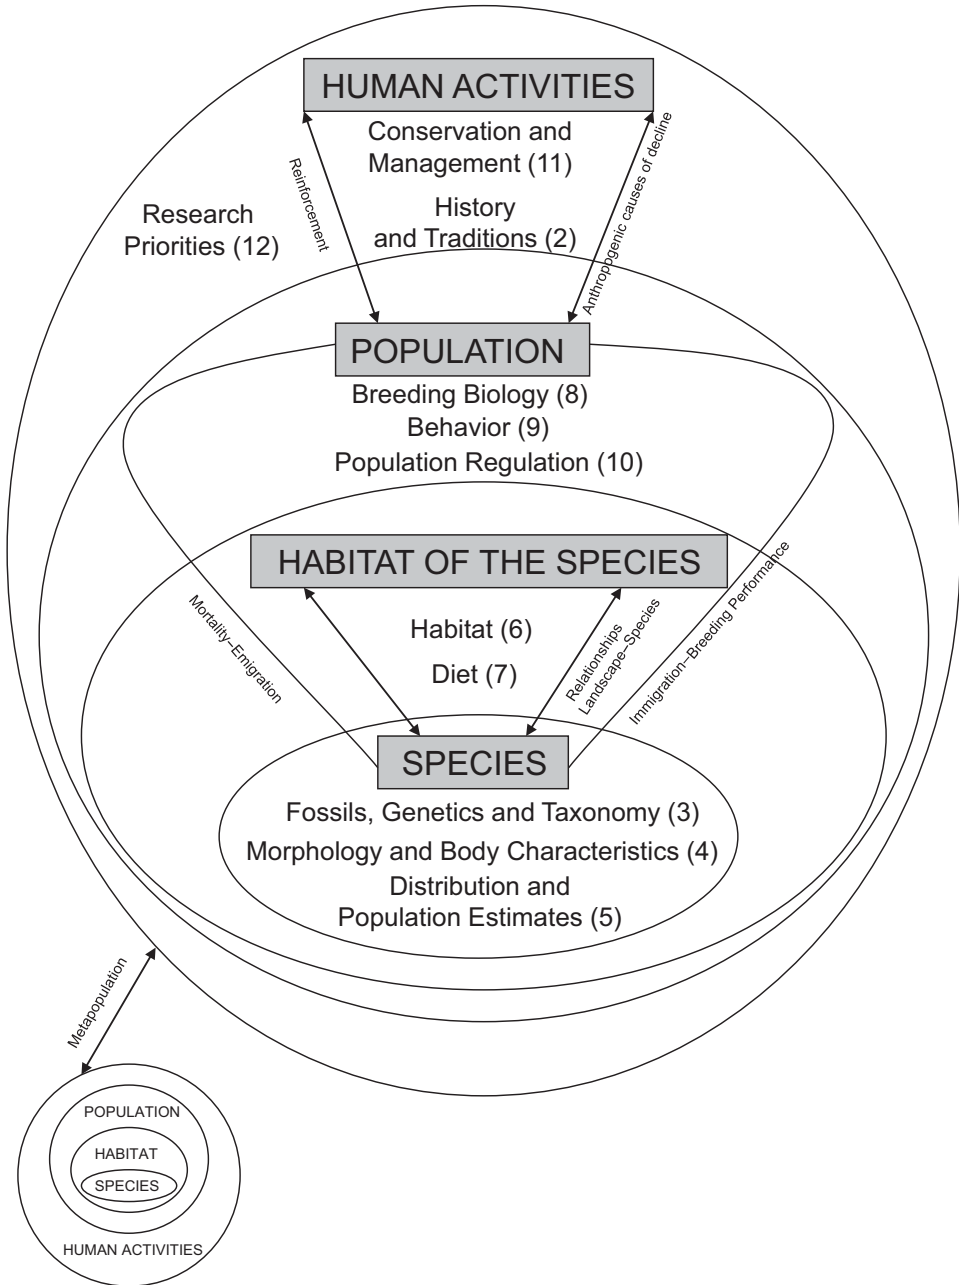 HUMAN ACTIVITIES
Conservation and
Management (11)
Reinforcement
Anthropogenic causes of decline
Research
Priorities (12)
History
and Traditions (2)
POPULATION
Breeding Biology (8)
Behavior (9)
Population Regulation (10)
HABITAT OF THE SPECIES
Mortality–Emigration
Habitat (6)
Diet (7)
Relationships
Landscape–Species
Immigration–Breeding Performance
SPECIES
Fossils, Genetics and Taxonomy (3)
Morphology and Body Characteristics (4)
Distribution and
Population Estimates (5)
Metapopulation
POPULATION
HABITAT
SPECIES
HUMAN ACTIVITIES